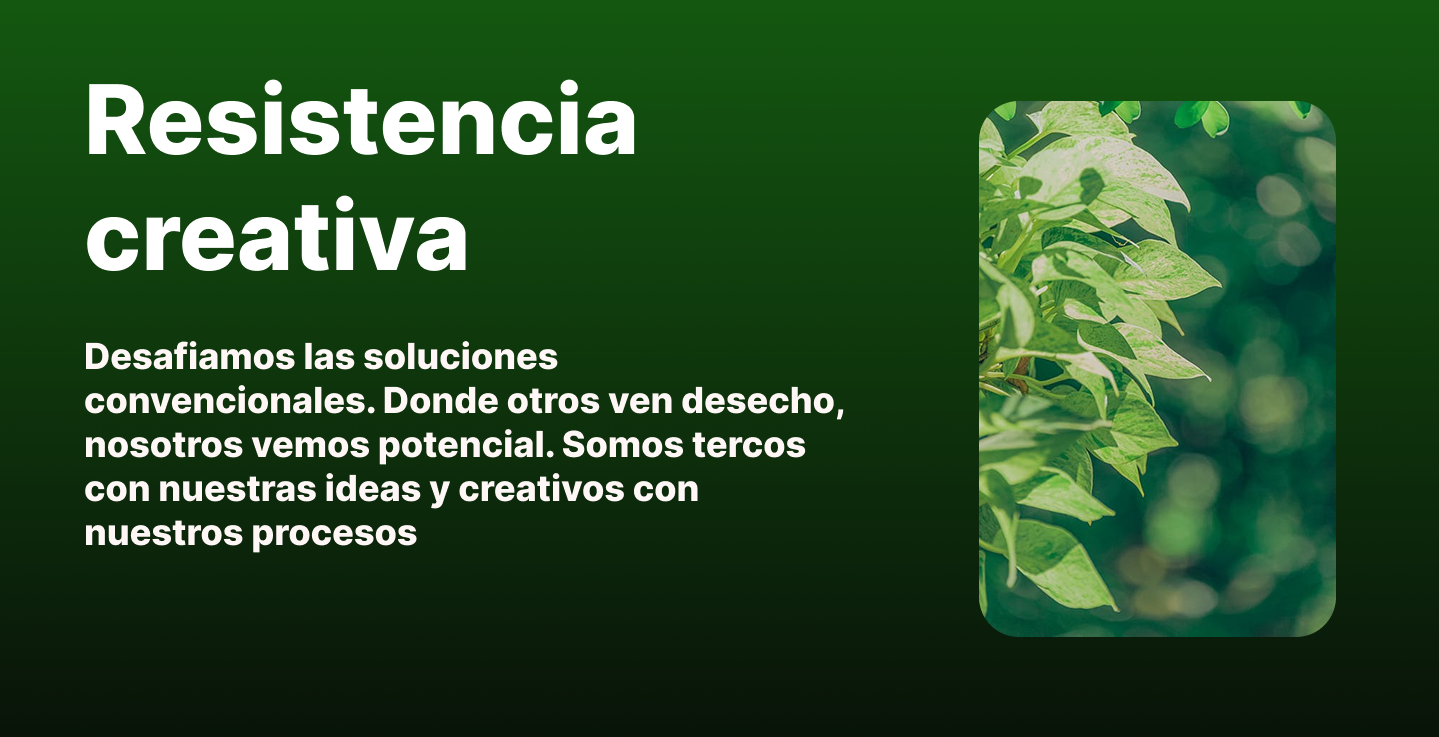 Resistencia
creativa
Desafiamos las soluciones
convencionales. Donde otros ven desecho,
nosotros vemos potencial. Somos tercos
con nuestras ideas y creativos con
nuestros procesos